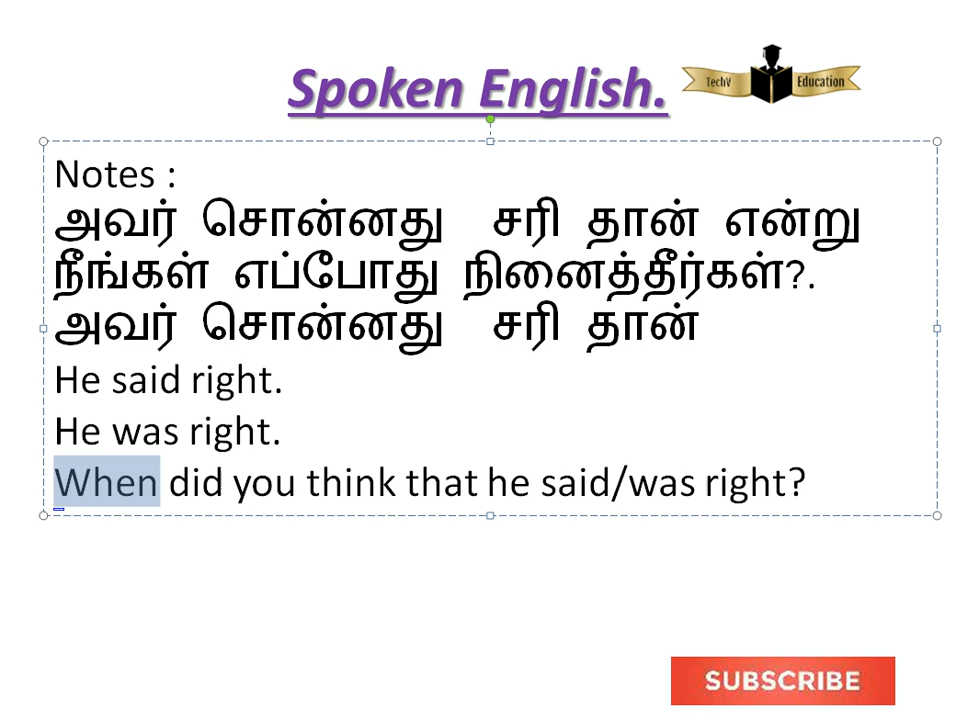 Spoken English.
TechV Education
Notes :
அவர் சொன்னது சரி தான் என்று
நீங்கள் எப்போது நினைத்தீர்கள்?.
அவர் சொன்னது சரி தான்
He said right.
He was right.
When did you think that he said/was right?
SUBSCRIBE